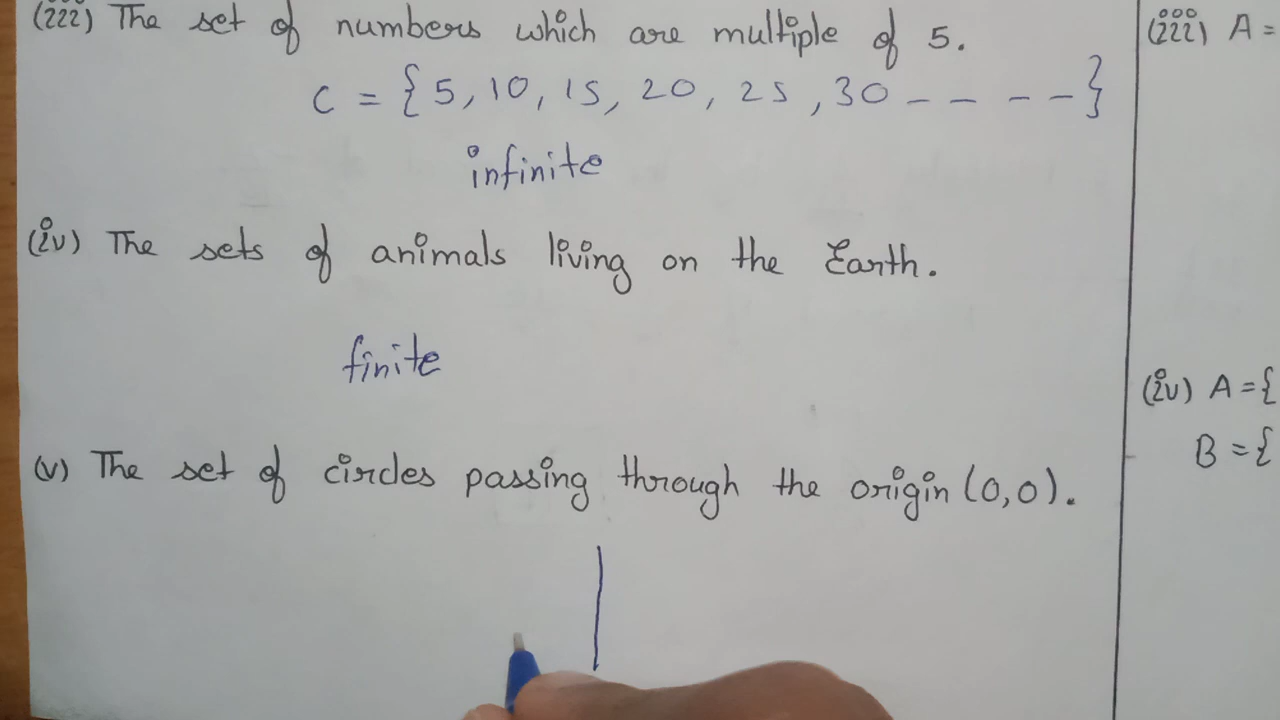 (iii) The set of numbers which are multiple of 5.
C = {5, 10, 15, 20, 25, 30 - - - -}
infinite
(iv) The sets of animals living on the Earth.
finite
(v) The set of circles passing through the origin (0,0).
(iii) A =
(iv) A = {
B = {